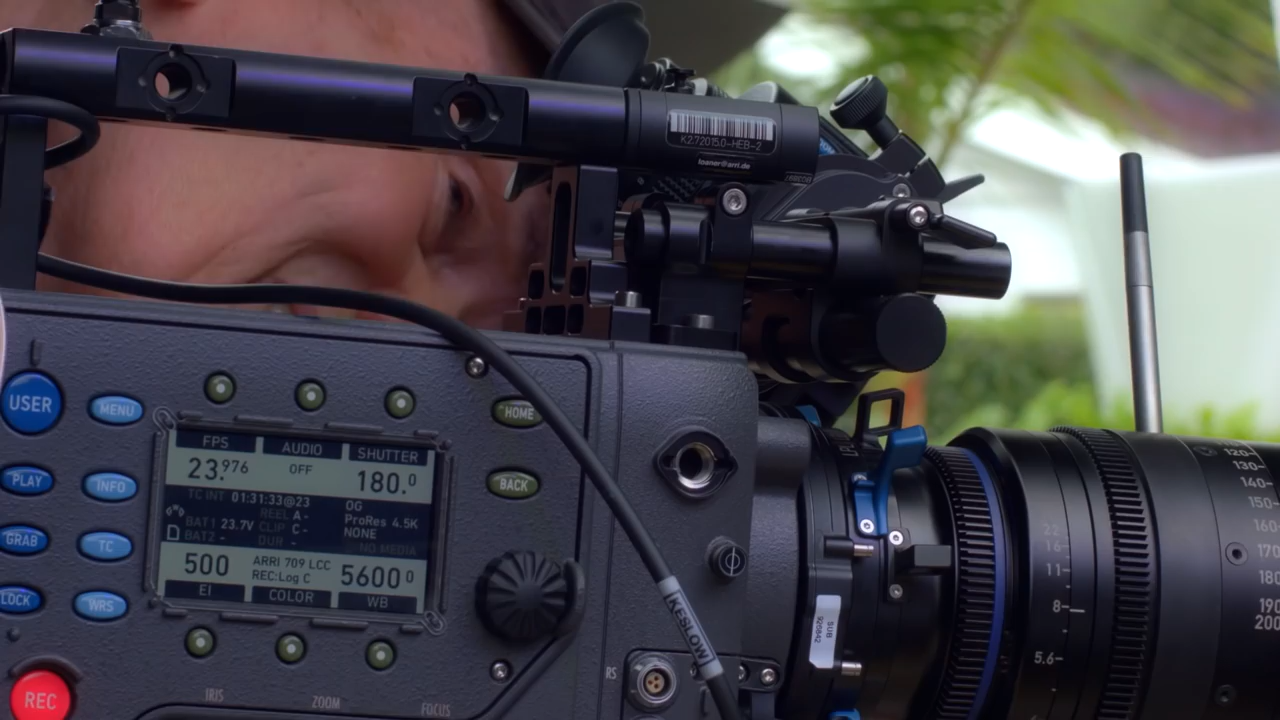 K2.72015.0-HEB-2
loaner@arri.de
USER
MENU
HOME
PLAY
INFO
BACK
GRAB
TC
LOCK
WRS
REC
FPS AUDIO SHUTTER
23.976 OFF 180.0
TC INT 01:31:33@23 OG
REEL A- ProRes 4.5K
BAT1 23.7V CLIP C- NONE
BAT2 - DUR - NO MEDIA
500 ARRI 709 LCC 5600 0
REC:Log C
EI COLOR WB
IRIS ZOOM FOCUS
RS
KESLOW
SUB
22
16
11
8
5.6
120
130
140
150
160
170
180
190
200